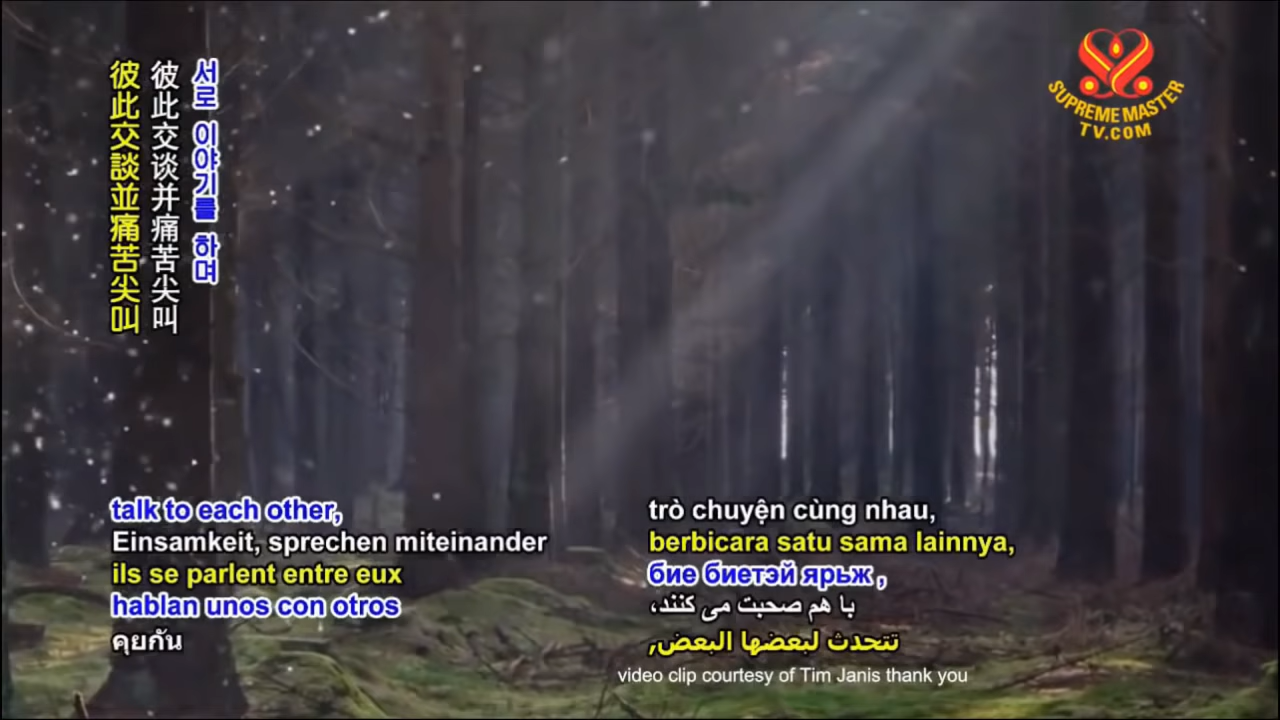 서로 이야기를 하며
彼此交谈并痛苦尖叫
彼此交談並痛苦尖叫
SUPREME MASTER
TV.COM
talk to each other,
Einsamkeit, sprechen miteinander
ils se parlent entre eux
hablan unos con otros
คุยกัน
trò chuyện cùng nhau,
berbicara satu sama lainnya,
бие биетэй ярьж ,
با هم صحبت می کنند،
تتحدث لبعضها البعض,
video clip courtesy of Tim Janis thank you